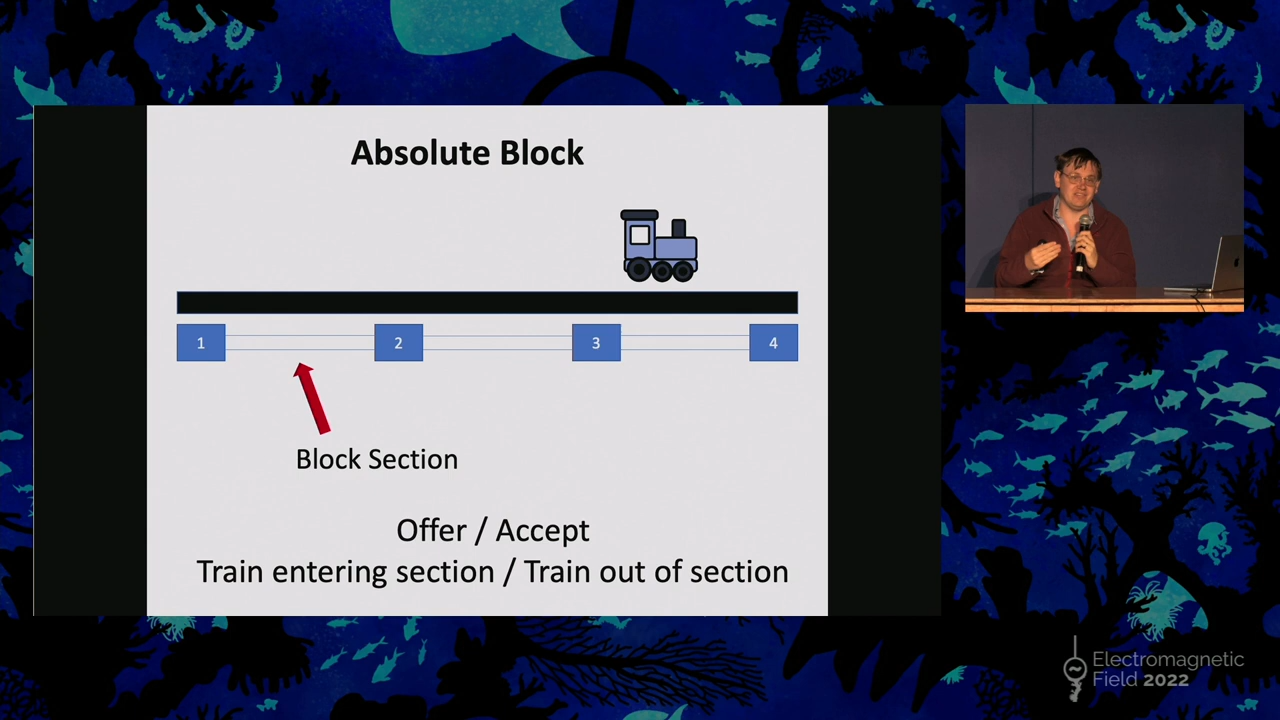 Absolute Block
1
2
3
4
Block Section
Offer / Accept
Train entering section / Train out of section
Electromagnetic
Field 2022